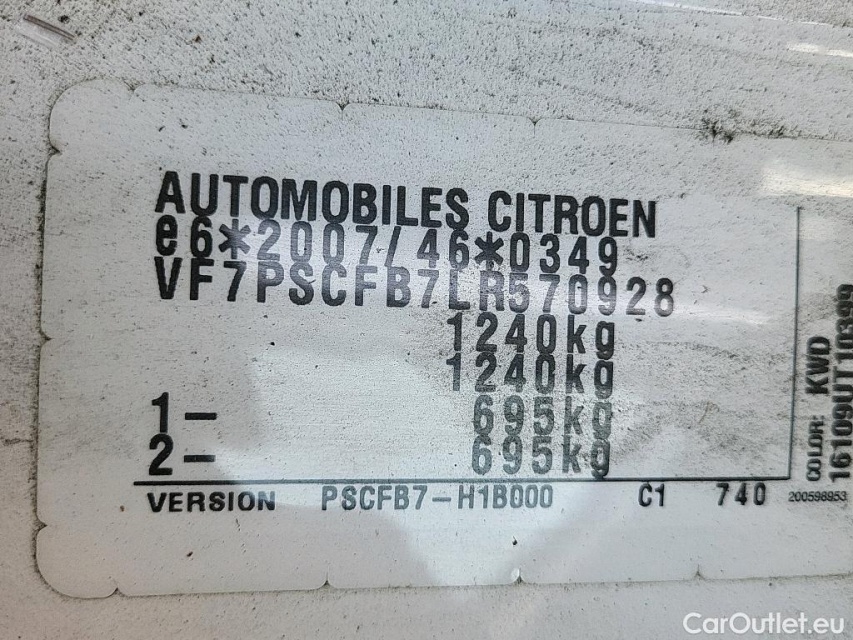 AUTOMOBILES CITROEN
e6*2007/46*0349
VF7PSCFB7LR570928
1240kg
1240kg
1- 695kg
2- 695kg
VERSION PSCFB7-H1B000 C1 740
COLOR: KWD
16109UT10399
200598953
CarOutlet.eu